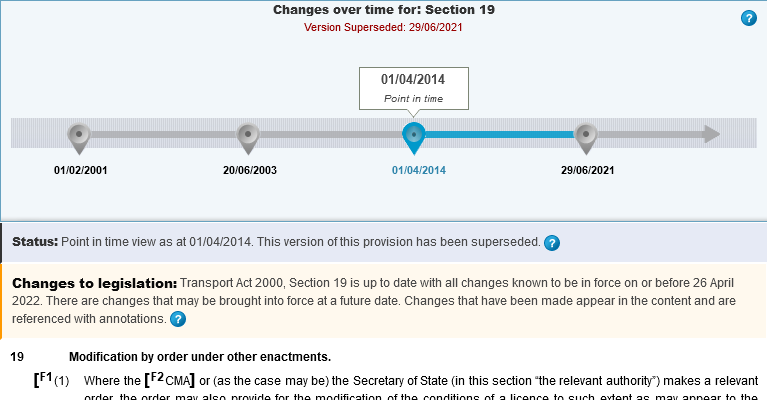 Changes over time for: Section 19
Version Superseded: 29/06/2021
?
01/04/2014
Point in time
01/02/2001
20/06/2003
01/04/2014
29/06/2021
Status: Point in time view as at 01/04/2014. This version of this provision has been superseded. ?
Changes to legislation: Transport Act 2000, Section 19 is up to date with all changes known to be in force on or before 26 April
2022. There are changes that may be brought into force at a future date. Changes that have been made appear in the content and are
referenced with annotations. ?
19 Modification by order under other enactments.
[F1(1) Where the [F2CMA] or (as the case may be) the Secretary of State (in this section “the relevant authority”) makes a relevant
order, the order may also provide for the modification of the conditions of a licence to such extent as may appear to the